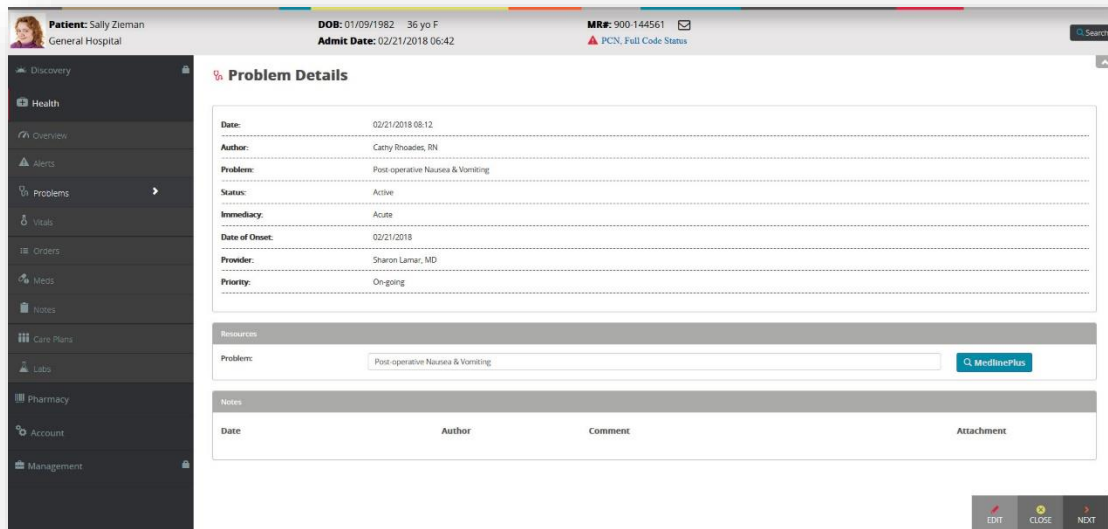 Patient: Sally Zieman
General Hospital
DOB: 01/09/1982 36 yo F
Admit Date: 02/21/2018 06:42
MR#: 900-144561
PCN, Full Code Status
Search
Discovery
Health
Overview
Alerts
Problems
Vitals
Orders
Meds
Notes
Care Plans
Labs
Pharmacy
Account
Management
Problem Details
Date: 02/21/2018 08:12
Author: Cathy Rhoades, RN
Problem: Post-operative Nausea & Vomiting
Status: Active
Immediacy: Acute
Date of Onset: 02/21/2018
Provider: Sharon Lamar, MD
Priority: On-going
Resources
Problem: Post-operative Nausea & Vomiting MedlinePlus
Notes
Date Author Comment Attachment
EDIT CLOSE NEXT